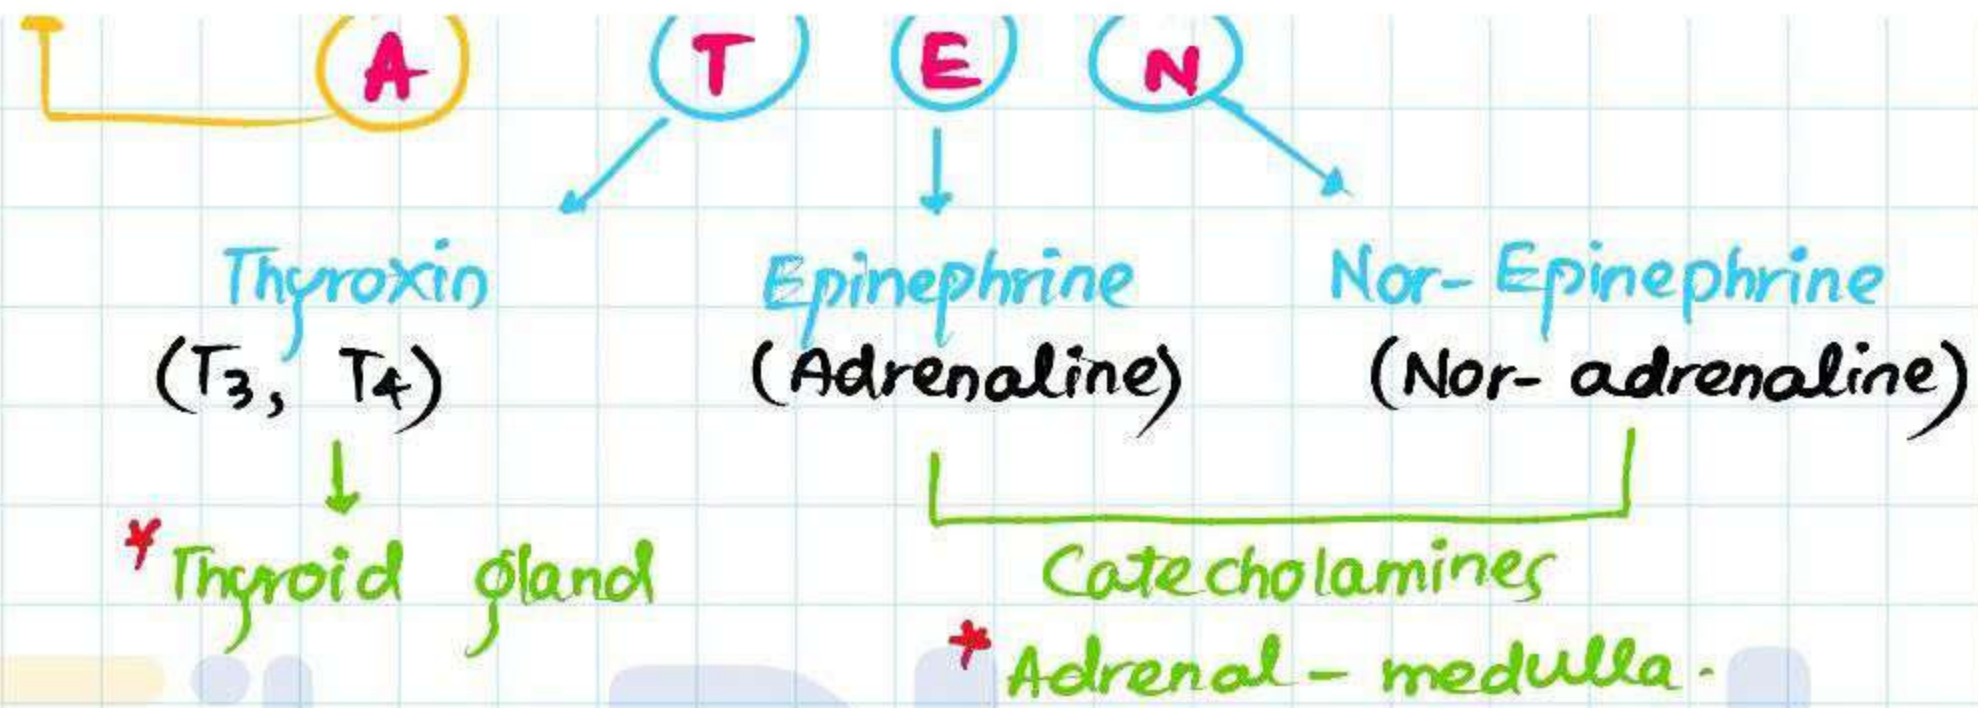 A T E N
Thyroxin Epinephrine Nor-Epinephrine
(T3, T4) (Adrenaline) (Nor-adrenaline)
* Thyroid gland Catecholamines
* Adrenal - medulla.